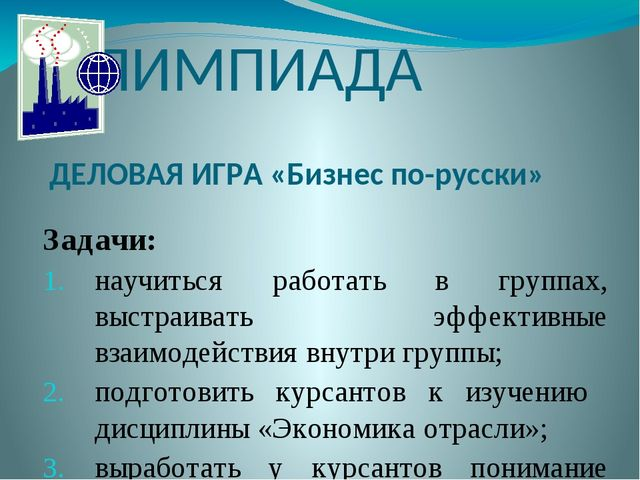 ЛИМПИАДА
ДЕЛОВАЯ ИГРА «Бизнес по-русски»
Задачи:
1. научиться работать в группах,
выстраивать эффективные
взаимодействия внутри группы;
2. подготовить курсантов к изучению
дисциплины «Экономика отрасли»;
3. выработать у курсантов понимание